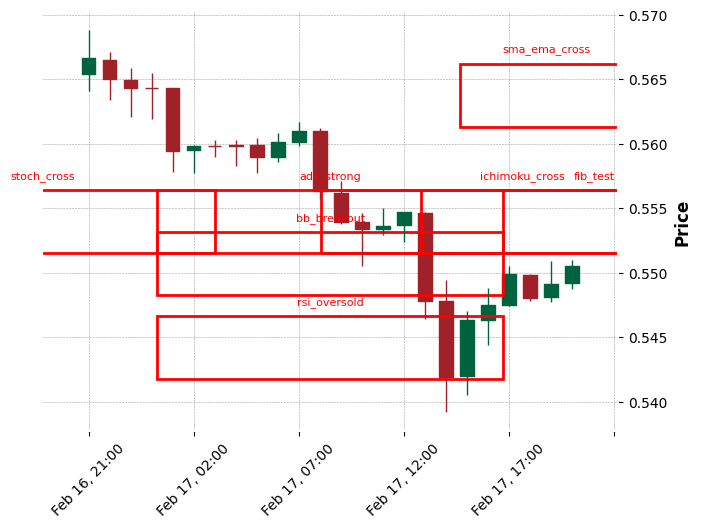 0.570
sma_ema_cross
0.565
0.560
stoch_cross
adx_strong
ichimoku_cross
fib_test
0.555
bb_breakout
Price
0.550
rsi_oversold
0.545
0.540
Feb 16, 21:00
Feb 17, 02:00
Feb 17, 07:00
Feb 17, 12:00
Feb 17, 17:00